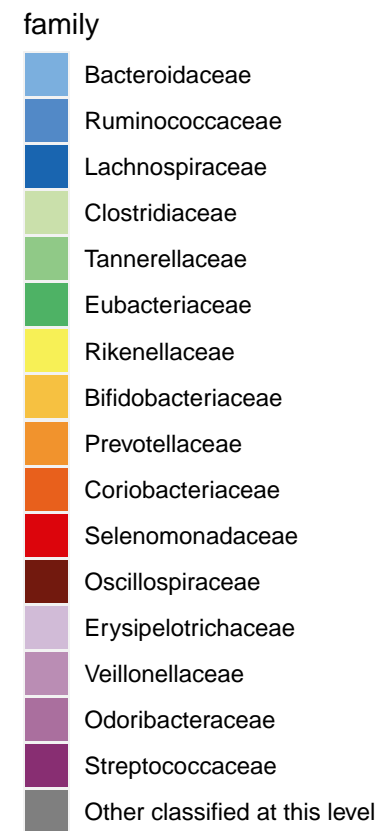 family
Bacteroidaceae
Ruminococcaceae
Lachnospiraceae
Clostridiaceae
Tannerellaceae
Eubacteriaceae
Rikenellaceae
Bifidobacteriaceae
Prevotellaceae
Coriobacteriaceae
Selenomonadaceae
Oscillospiraceae
Erysipelotrichaceae
Veillonellaceae
Odoribacteraceae
Streptococcaceae
Other classified at this level